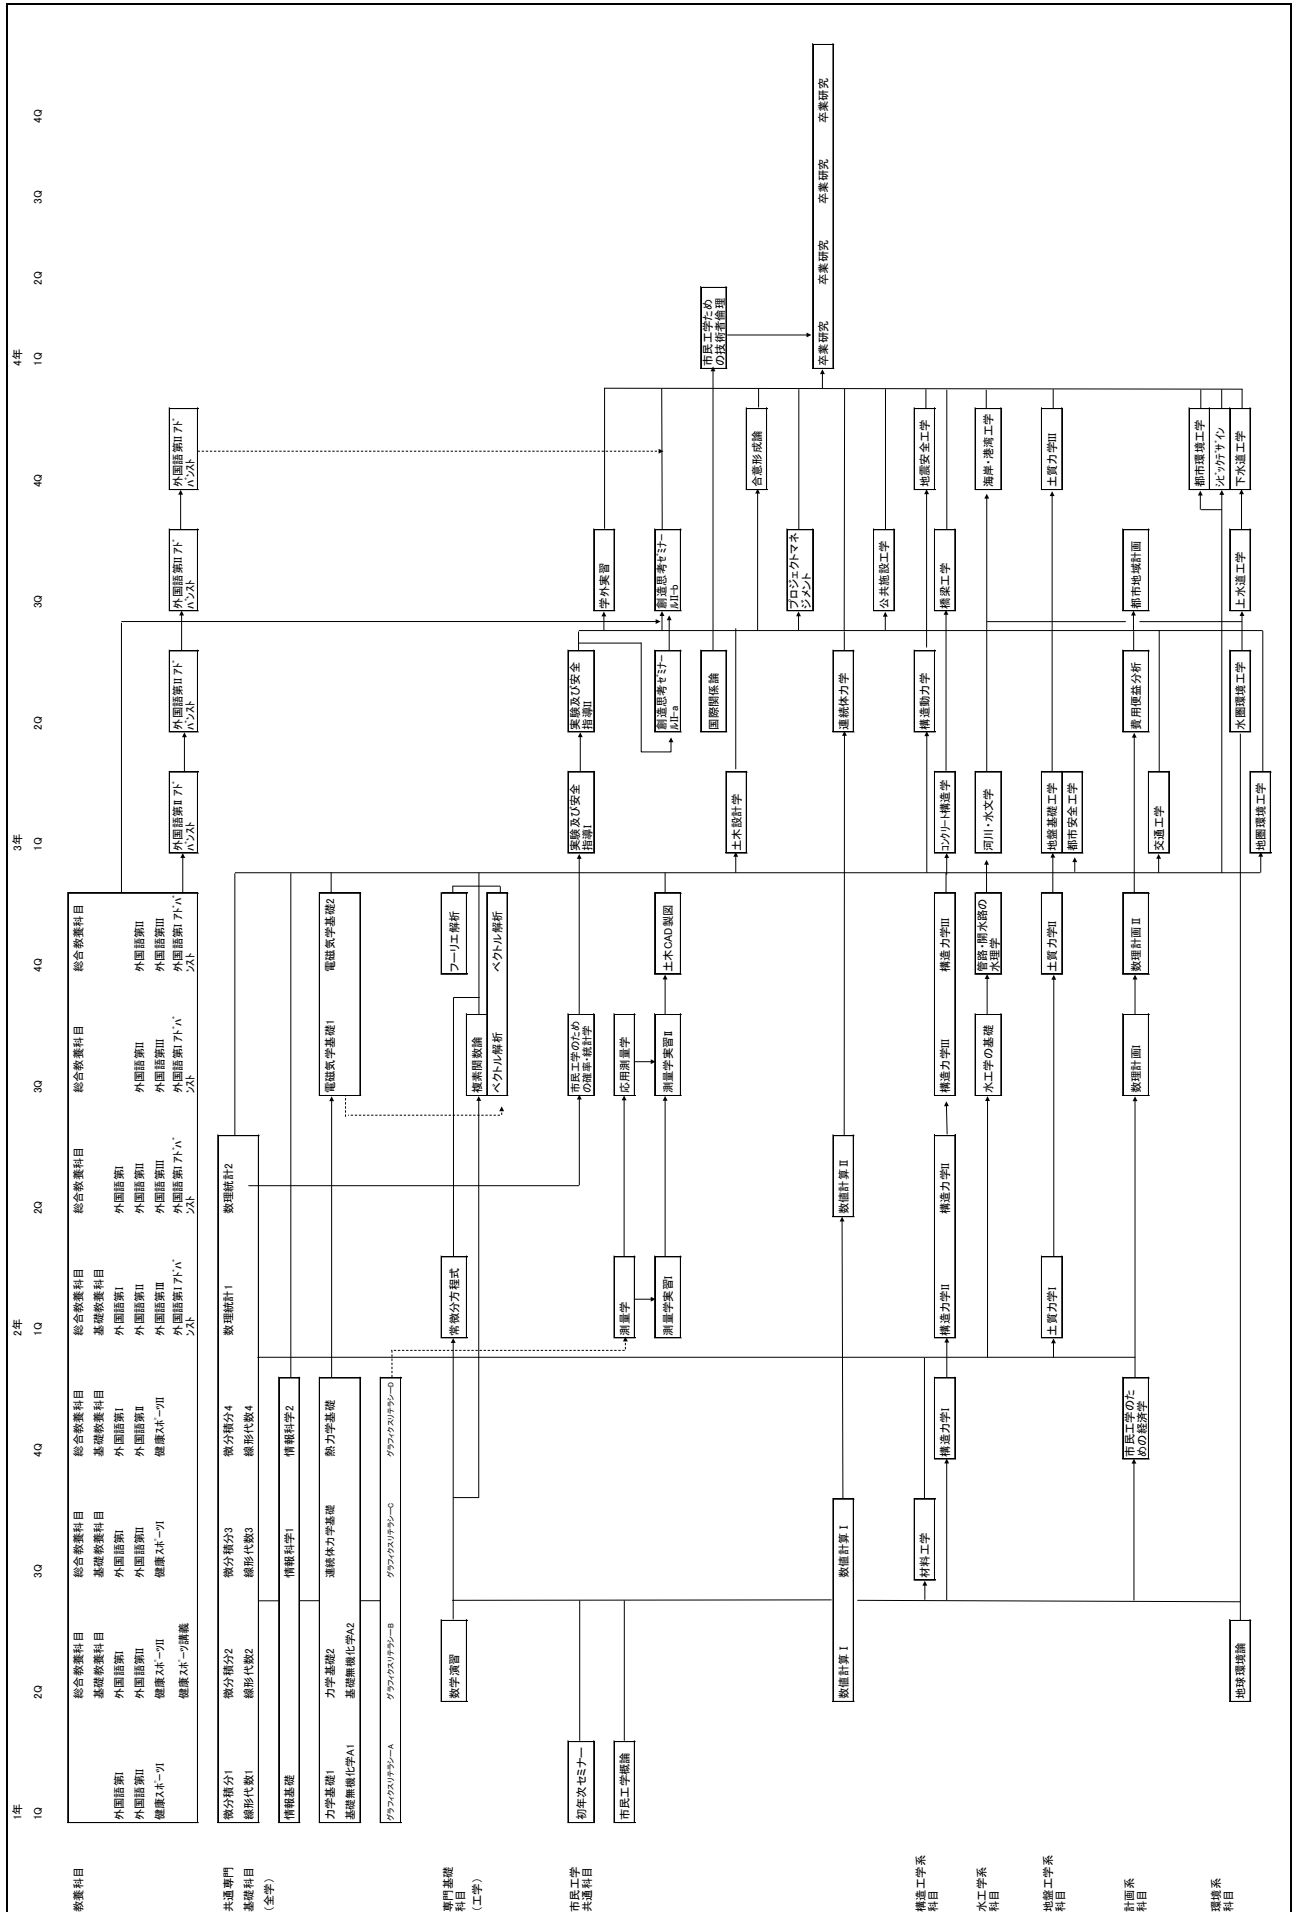 1年
2年
3年
4年
1Q
2Q
3Q
4Q
1Q
2Q
3Q
4Q
1Q
2Q
3Q
4Q
1Q
2Q
3Q
4Q
教養科目
総合教養科目
総合教養科目
総合教養科目
総合教養科目
総合教養科目
総合教養科目
総合教養科目
基礎教養科目
基礎教養科目
基礎教養科目
基礎教養科目
外国語第I
外国語第I
外国語第I
外国語第I
外国語第I
外国語第I
外国語第II
外国語第II
外国語第II
外国語第II
外国語第II
外国語第II
外国語第II
外国語第II
健康スポーツI
健康スポーツII
健康スポーツI
健康スポーツII
外国語第III
外国語第III
外国語第III
外国語第III
健康スポーツ講義
外国語第I アドバ
ンスト
外国語第I アドバ
ンスト
外国語第I アドバ
ンスト
外国語第I アドバ
ンスト
外国語第II アド
バンスト
外国語第II アド
バンスト
外国語第II アド
バンスト
外国語第II アド
バンスト
共通専門
基礎科目
(全学)
微分積分1
微分積分2
微分積分3
微分積分4
数理統計1
数理統計2
線形代数1
線形代数2
線形代数3
線形代数4
情報基礎
情報科学1
情報科学2
力学基礎1
力学基礎2
連続体力学基礎
熱力学基礎
電磁気学基礎1
電磁気学基礎2
基礎無機化学A1
基礎無機化学A2
グラフィクスリテラシーA
グラフィクスリテラシーB
グラフィクスリテラシーC
グラフィクスリテラシーD
専門基礎
科目
(工学)
数学演習
常微分方程式
フーリエ解析
複素関数論
ベクトル解析
ベクトル解析
市民工学
共通科目
初年次セミナー
市民工学のため
の確率・統計学
実験及び安全
指導I
実験及び安全
指導II
学外実習
市民工学概論
測量学
応用測量学
測量学実習I
測量学実習II
土木CAD製図
創造思考ゼミナー
ルII-a
創造思考ゼミナー
ルII-b
国際関係論
市民工学ため
の技術者倫理
土木設計学
合意形成論
プロジェクトマネ
ジメント
卒業研究
卒業研究
卒業研究
卒業研究
数値計算I
数値計算I
数値計算II
連続体力学
公共施設工学
構造工学系
科目
材料工学
構造動力学
地震安全工学
構造力学I
構造力学II
構造力学II
構造力学III
構造力学III
コンクリート構造学
橋梁工学
水工学系
科目
水工学の基礎
管路・開水路の
水理学
河川・水文学
海岸・港湾工学
地盤工学系
科目
土質力学I
土質力学II
地盤基礎工学
土質力学III
都市安全工学
計画系
科目
市民工学のた
めの経済学
数理計画I
数理計画II
費用便益分析
都市地域計画
交通工学
環境系
科目
都市環境工学
シビックデザイン
地球環境論
水圏環境工学
上水道工学
下水道工学
地圏環境工学